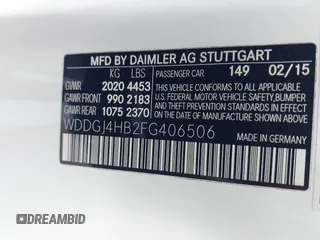 MFD BY DAIMLER AG STUTTGART
KG LBS PASSENGER CAR 149 02/15
GVWR 2020 4453
GAWR FRONT 990 2183
GAWR REAR 1075 2370
THIS VEHICLE CONFORMS TO ALL
APPLICABLE U.S. FEDERAL MOTOR
VEHICLE SAFETY, BUMPER, AND
THEFT PREVENTION STANDARDS
IN EFFECT ON THE DATE OF
MANUFACTURE SHOWN ABOVE.
WDDGJ4HB2FG406506
MADE IN GERMANY
DREAMBID